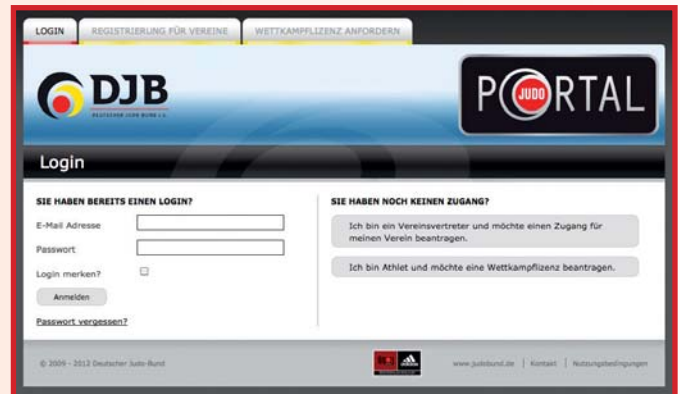 LOGIN
REGISTRIERUNG FÜR VEREINE
WETTKAMPFLIZENZ ANFORDERN
DJB
DEUTSCHER JUDO BUND E.V.
PORTAL
JUDO
Login
SIE HABEN BEREITS EINEN LOGIN?
E-Mail Adresse
Passwort
Login merken?
Anmelden
Passwort vergessen?
SIE HABEN NOCH KEINEN ZUGANG?
Ich bin ein Vereinsvertreter und möchte einen Zugang für
meinen Verein beantragen.
Ich bin Athlet und möchte eine Wettkampflizenz beantragen.
© 2009 - 2012 Deutscher Judo-Bund
www.judobund.de | Kontakt | Nutzungsbedingungen